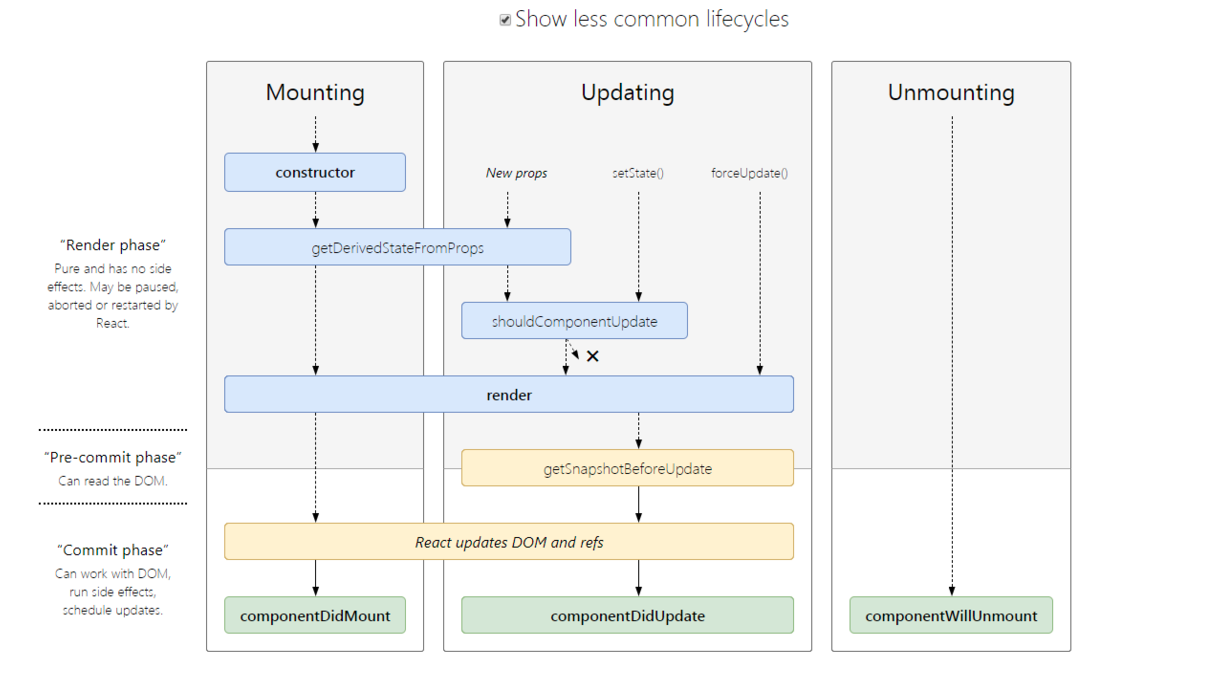 Show less common lifecycles
Mounting
Updating
Unmounting
constructor
New props
setState()
forceUpdate()
getDerivedStateFromProps
shouldComponentUpdate
render
getSnapshotBeforeUpdate
React updates DOM and refs
componentDidMount
componentDidUpdate
componentWillUnmount
“Render phase”
Pure and has no side
effects. May be paused,
aborted or restarted by
React.
“Pre-commit phase”
Can read the DOM.
“Commit phase”
Can work with DOM,
run side effects,
schedule updates.